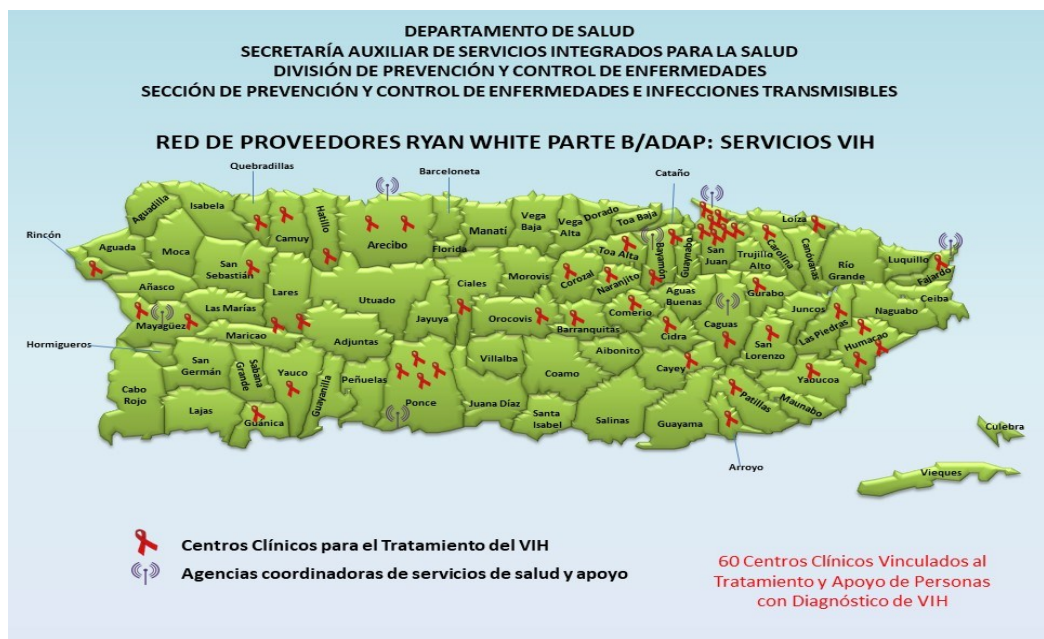 DEPARTAMENTO DE SALUD
SECRETARÍA AUXILIAR DE SERVICIOS INTEGRADOS PARA LA SALUD
DIVISIÓN DE PREVENCIÓN Y CONTROL DE ENFERMEDADES
SECCIÓN DE PREVENCIÓN Y CONTROL DE ENFERMEDADES E INFECCIONES TRANSMISIBLES
RED DE PROVEEDORES RYAN WHITE PARTE B/ADAP: SERVICIOS VIH
Quebradillas
Barceloneta
Cataño
Rincón
Aguadilla
Isabela
Camuy
Hatillo
Arecibo
Florida
Manatí
Vega
Baja
Vega
Alta
Dorado
Toa Baja
Toa Alta
Bayamón
Guaynabo
San
Juan
Trujillo
Alto
Carolina
Loíza
Canóvanas
Río
Grande
Luquillo
Fajardo
Ceiba
Aguada
Moca
San
Sebastián
Añasco
Las Marías
Lares
Utuado
Ciales
Morovis
Corozal
Naranjito
Aguas
Buenas
Gurabo
Juncos
Naguabo
Mayagüez
Maricao
Adjuntas
Jayuya
Orocovis
Barranquitas
Comerío
Cidra
Caguas
San
Lorenzo
Las Piedras
Humacao
Hormigueros
San
Germán
Sabana
Grande
Yauco
Guayanilla
Peñuelas
Ponce
Villalba
Coamo
Aibonito
Cayey
Yabucoa
Cabo
Rojo
Lajas
Guánica
Juana Díaz
Santa
Isabel
Salinas
Guayama
Patillas
Maunabo
Arroyo
Culebra
Vieques
Centros Clínicos para el Tratamiento del VIH
Agencias coordinadoras de servicios de salud y apoyo
60 Centros Clínicos Vinculados al
Tratamiento y Apoyo de Personas
con Diagnóstico de VIH